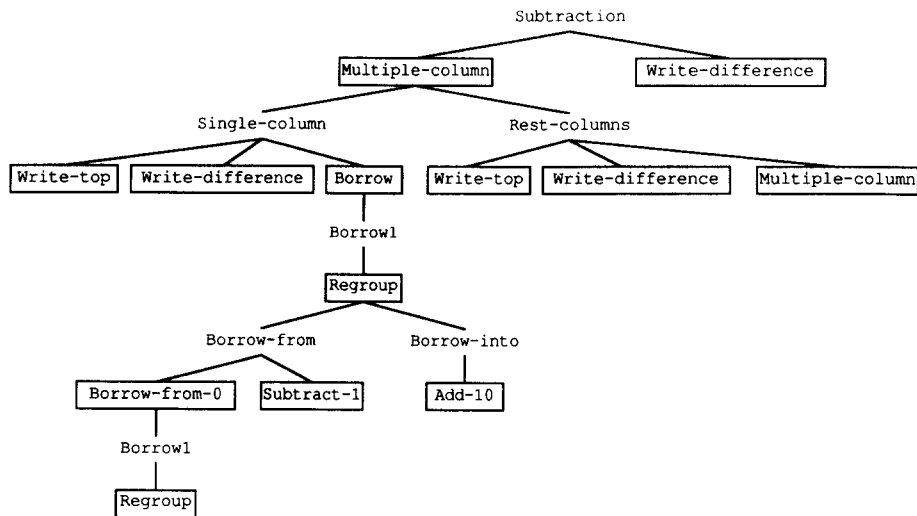 Subtraction
Multiple-column Write-difference
Single-column Rest-columns
Write-top Write-difference Borrow Write-top Write-difference Multiple-column
Borrow1
Regroup
Borrow-from Borrow-into
Borrow-from-0 Subtract-1 Add-10
Borrow1
Regroup